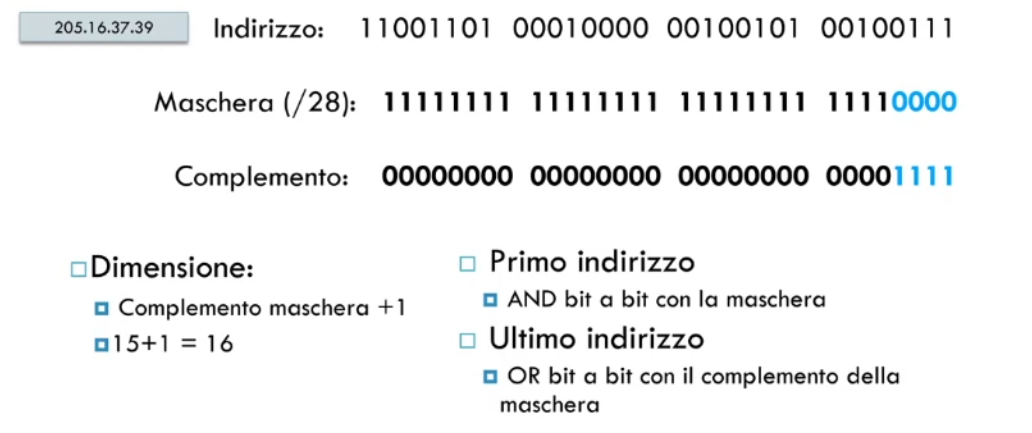 205.16.37.39 Indirizzo: 11001101 00010000 00100101 00100111
Maschera (/28): 11111111 11111111 11111111 11110000
Complemento: 00000000 00000000 00000000 00001111
Dimensione:
Complemento maschera +1
15+1 = 16
Primo indirizzo
AND bit a bit con la maschera
Ultimo indirizzo
OR bit a bit con il complemento della
maschera